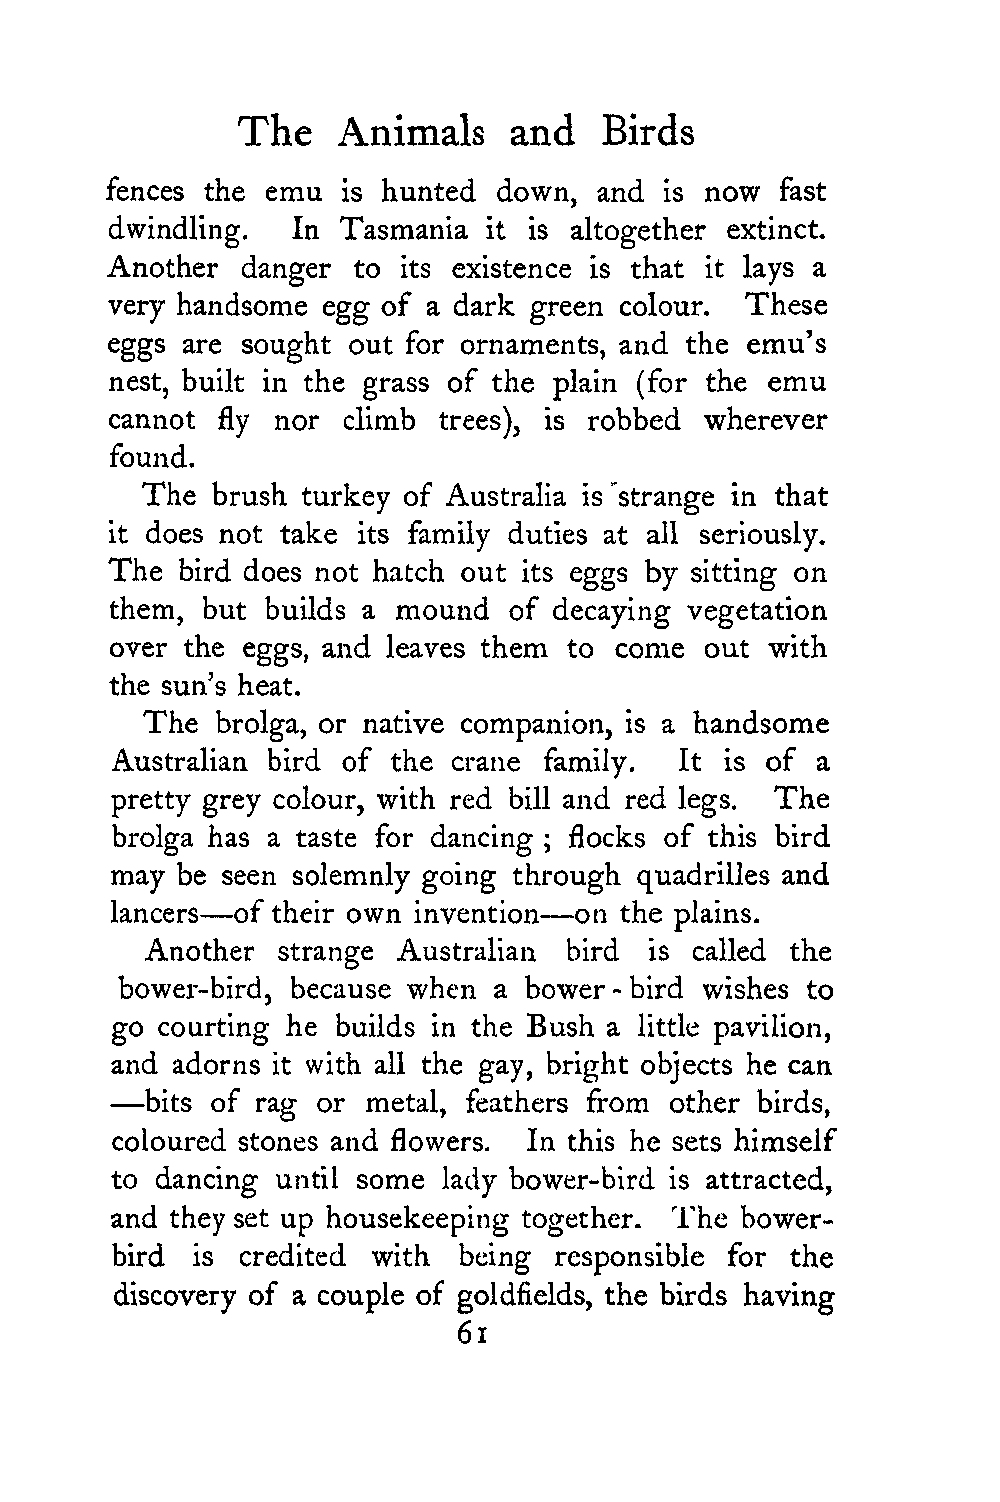 The Animals and Birds
fences the emu is hunted down, and is now fast
dwindling. In Tasmania it is altogether extinct.
Another danger to its existence is that it lays a
very handsome egg of a dark green colour. These
eggs are sought out for ornaments, and the emu's
nest, built in the grass of the plain (for the emu
cannot fly nor climb trees), is robbed wherever
found.
The brush turkey of Australia is strange in that
it does not take its family duties at all seriously.
The bird does not hatch out its eggs by sitting on
them, but builds a mound of decaying vegetation
over the eggs, and leaves them to come out with
the sun's heat.
The brolga, or native companion, is a handsome
Australian bird of the crane family. It is of a
pretty grey colour, with red bill and red legs. The
brolga has a taste for dancing ; flocks of this bird
may be seen solemnly going through quadrilles and
lancers—of their own invention—on the plains.
Another strange Australian bird is called the
bower-bird, because when a bower-bird wishes to
go courting he builds in the Bush a little pavilion,
and adorns it with all the gay, bright objects he can
—bits of rag or metal, feathers from other birds,
coloured stones and flowers. In this he sets himself
to dancing until some lady bower-bird is attracted,
and they set up housekeeping together. The bower-
bird is credited with being responsible for the
discovery of a couple of goldfields, the birds having
61